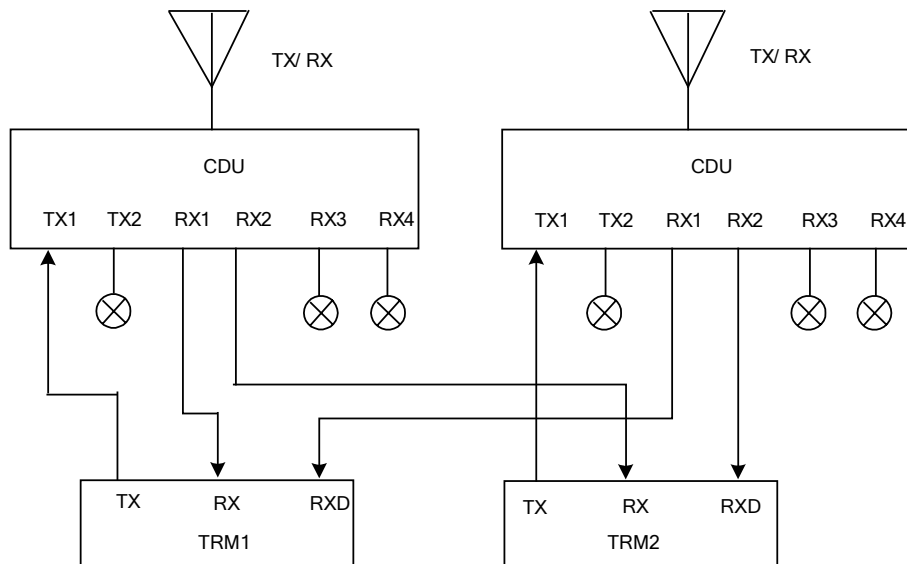 TX/ RX TX/ RX
CDU CDU
TX1 TX2 RX1 RX2 RX3 RX4 TX1 TX2 RX1 RX2 RX3 RX4
TX RX RXD TX RX RXD
TRM1 TRM2